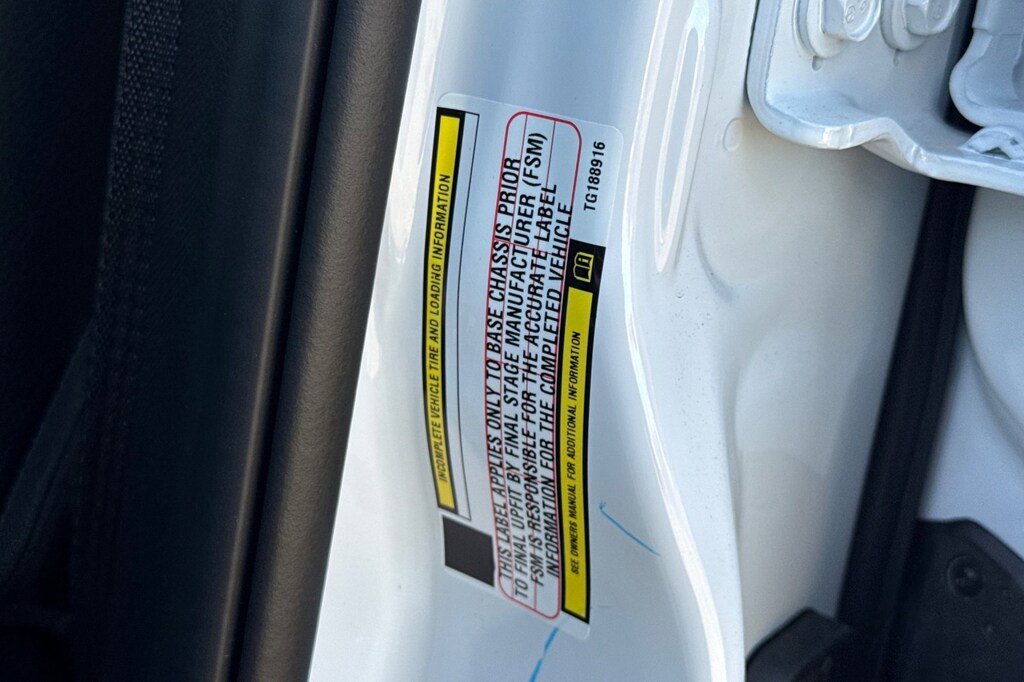 INCOMPLETE VEHICLE TIRE AND LOADING INFORMATION
THIS LABEL APPLIES ONLY TO BASE CHASSIS PRIOR
TO FINAL UPFIT BY FINAL STAGE MANUFACTURER (FSM)
FSM IS RESPONSIBLE FOR THE ACCURATE LABEL
INFORMATION FOR THE COMPLETED VEHICLE
SEE OWNERS MANUAL FOR ADDITIONAL INFORMATION
TG188916